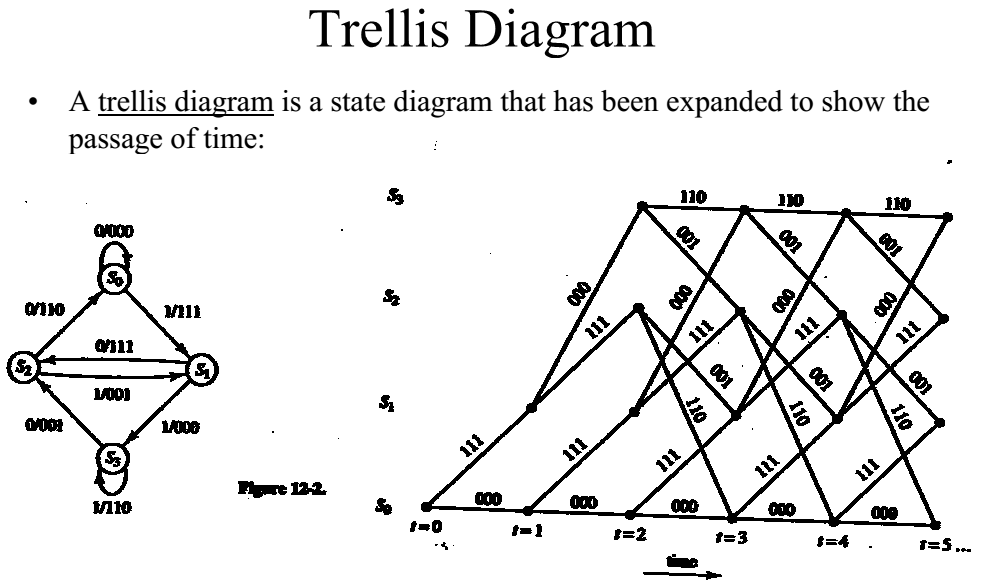 Trellis Diagram
• A trellis diagram is a state diagram that has been expanded to show the
passage of time:
0/000
S0
0/110
1/111
0/111
S2
S1
1/001
0/001
1/000
S3
1/110
Figure 12-2.
S3
110
110
110
001
001
001
S2
000
000
000
111
111
111
111
001
001
001
S1
110
110
110
111
111
111
111
111
S0
000
000
000
000
000
t=0
t=1
t=2
t=3
t=4
t=5...
time